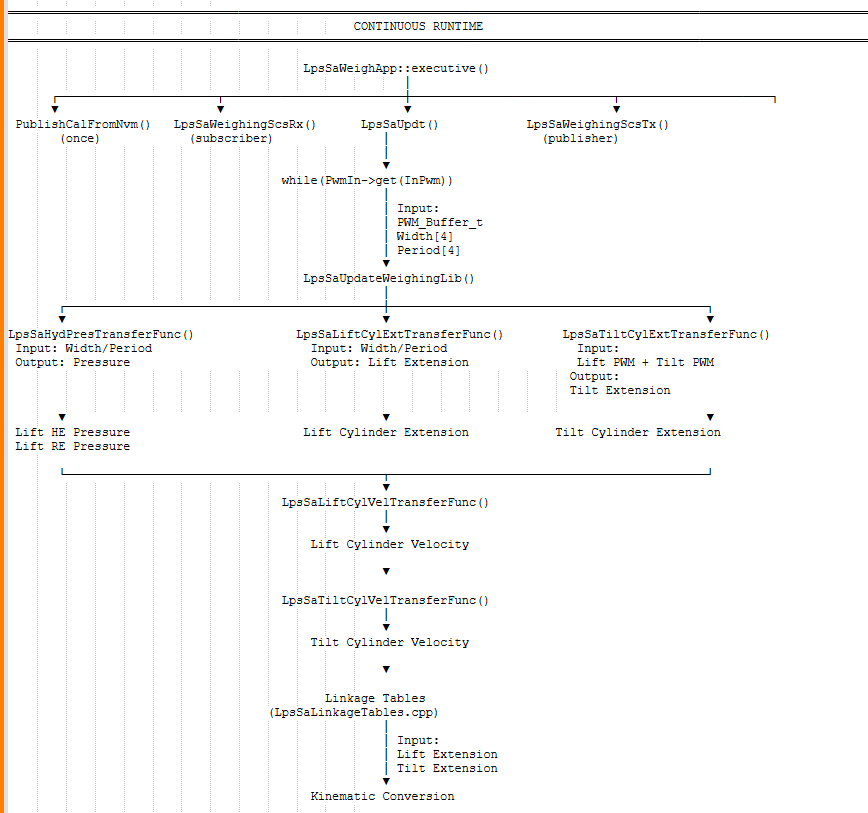 CONTINUOUS RUNTIME
LpsSaWeighApp::executive()
PublishCalFromNvm() LpsSaWeighingScsRx() LpsSaUpdt() LpsSaWeighingScsTx()
(once) (subscriber) (publisher)
while(PwmIn->get(InPwm))
Input:
PWM_Buffer_t
Width[4]
Period[4]
LpsSaUpdateWeighingLib()
LpsSaHydPresTransferFunc() LpsSaLiftCylExtTransferFunc() LpsSaTiltCylExtTransferFunc()
Input: Width/Period Input: Width/Period Input:
Output: Pressure Output: Lift Extension Lift PWM + Tilt PWM
Output:
Tilt Extension
Lift HE Pressure Lift Cylinder Extension Tilt Cylinder Extension
Lift RE Pressure
LpsSaLiftCylVelTransferFunc()
Lift Cylinder Velocity
LpsSaTiltCylVelTransferFunc()
Tilt Cylinder Velocity
Linkage Tables
(LpsSaLinkageTables.cpp)
Input:
Lift Extension
Tilt Extension
Kinematic Conversion